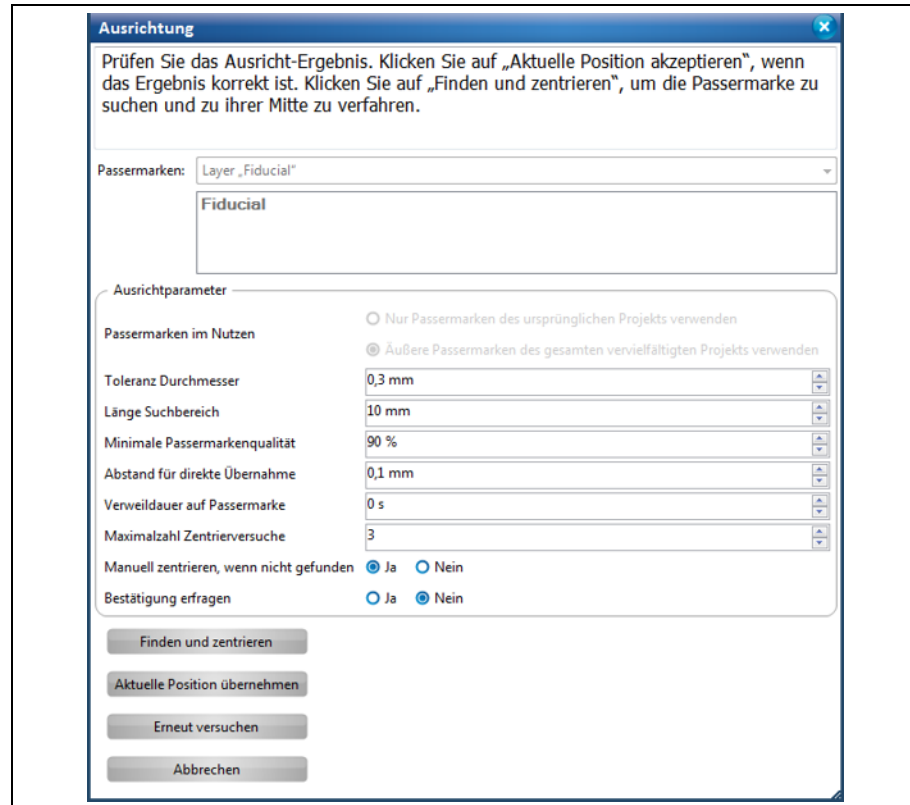 Ausrichtung
Prüfen Sie das Ausricht-Ergebnis. Klicken Sie auf „Aktuelle Position akzeptieren“, wenn
das Ergebnis korrekt ist. Klicken Sie auf „Finden und zentrieren“, um die Passermarke zu
suchen und zu ihrer Mitte zu verfahren.
Passermarken: Layer „Fiducial“
Fiducial
Ausrichtparameter
Passermarken im Nutzen
Nur Passermarken des ursprünglichen Projekts verwenden
Äußere Passermarken des gesamten vervielfältigten Projekts verwenden
Toleranz Durchmesser 0,3 mm
Länge Suchbereich 10 mm
Minimale Passermarkenqualität 90 %
Abstand für direkte Übernahme 0,1 mm
Verweildauer auf Passermarke 0 s
Maximalzahl Zentrierversuche 3
Manuell zentrieren, wenn nicht gefunden Ja Nein
Bestätigung erfragen Ja Nein
Finden und zentrieren
Aktuelle Position übernehmen
Erneut versuchen
Abbrechen